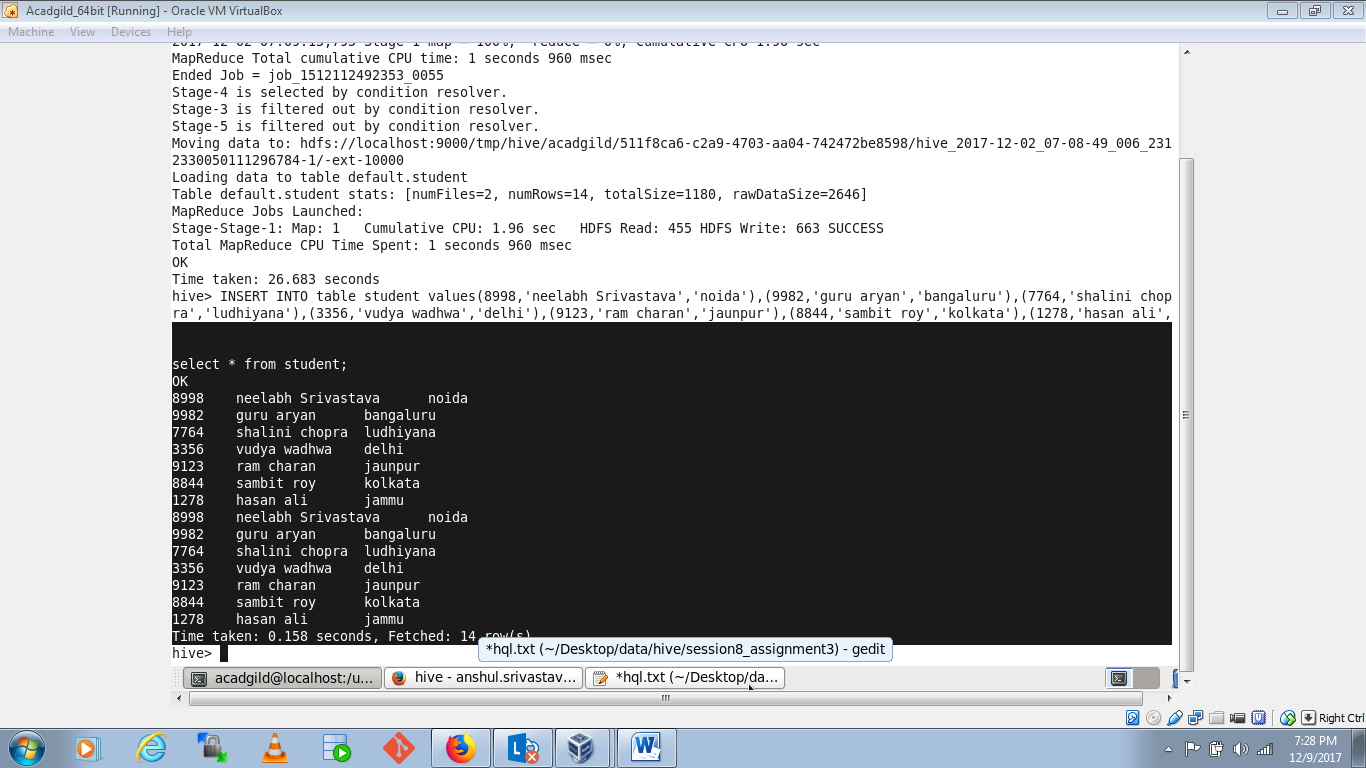 Acadgild_64bit [Running] - Oracle VM VirtualBox
Machine View Devices Help
MapReduce Total cumulative CPU time: 1 seconds 960 msec
Ended Job = job_1512112492353_0055
Stage-4 is selected by condition resolver.
Stage-3 is filtered out by condition resolver.
Stage-5 is filtered out by condition resolver.
Moving data to: hdfs://localhost:9000/tmp/hive/acadgild/511f8ca6-c2a9-4703-aa04-742472be8598/hive_2017-12-02_07-08-49_006_231
2330050111296784-1/-ext-10000
Loading data to table default.student
Table default.student stats: [numFiles=2, numRows=14, totalSize=1180, rawDataSize=2646]
MapReduce Jobs Launched:
Stage-Stage-1: Map: 1   Cumulative CPU: 1.96 sec   HDFS Read: 455 HDFS Write: 663 SUCCESS
Total MapReduce CPU Time Spent: 1 seconds 960 msec
OK
Time taken: 26.683 seconds
hive> INSERT INTO table student values(8998,'neelabh Srivastava','noida'),(9982,'guru aryan','bangaluru'),(7764,'shalini chop
ra','ludhiyana'),(3356,'vudya wadhwa','delhi'),(9123,'ram charan','jaunpur'),(8844,'sambit roy','kolkata'),(1278,'hasan ali',
select * from student;
OK
8998 neelabh Srivastava noida
9982 guru aryan bangaluru
7764 shalini chopra ludhiyana
3356 vudya wadhwa delhi
9123 ram charan jaunpur
8844 sambit roy kolkata
1278 hasan ali jammu
8998 neelabh Srivastava noida
9982 guru aryan bangaluru
7764 shalini chopra ludhiyana
3356 vudya wadhwa delhi
9123 ram charan jaunpur
8844 sambit roy kolkata
1278 hasan ali jammu
Time taken: 0.158 seconds, Fetched: 14 row(s)
hive>
*hql.txt (~/Desktop/data/hive/session8_assignment3) - gedit
acadgild@localhost:/u...
hive - anshul.srivastav...
*hql.txt (~/Desktop/da...
Right Ctrl
7:28 PM
12/9/2017